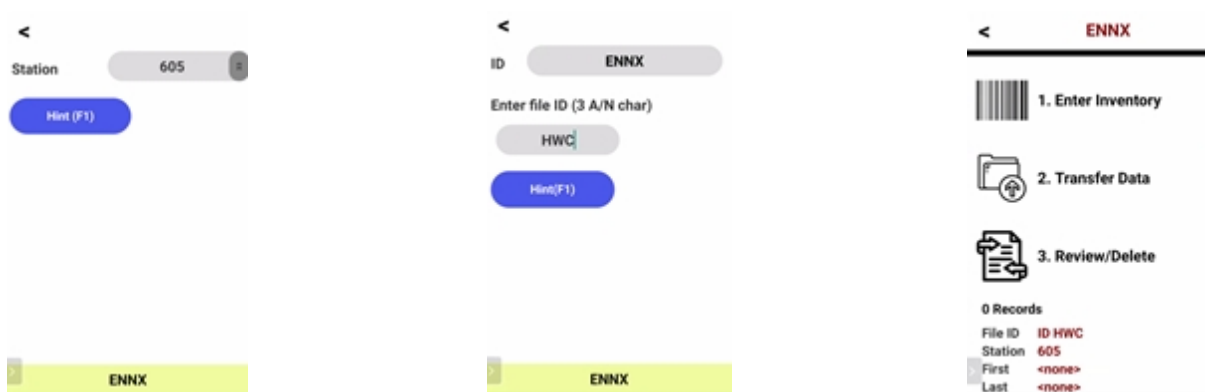 <
Station 605
Hint (F1)
ENNX
<
ID ENNX
Enter file ID (3 A/N char)
HWC
Hint(F1)
ENNX
< ENNX
1. Enter Inventory
2. Transfer Data
3. Review/Delete
0 Records
File ID ID HWC
Station 605
First <none>
Last <none>